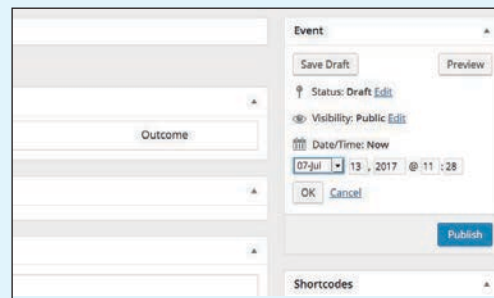 Event
Save Draft Preview
Status: Draft Edit
Visibility: Public Edit
Outcome
Date/Time: Now
07-Jul 13 , 2017 @ 11 : 28
OK Cancel
Publish
Shortcodes